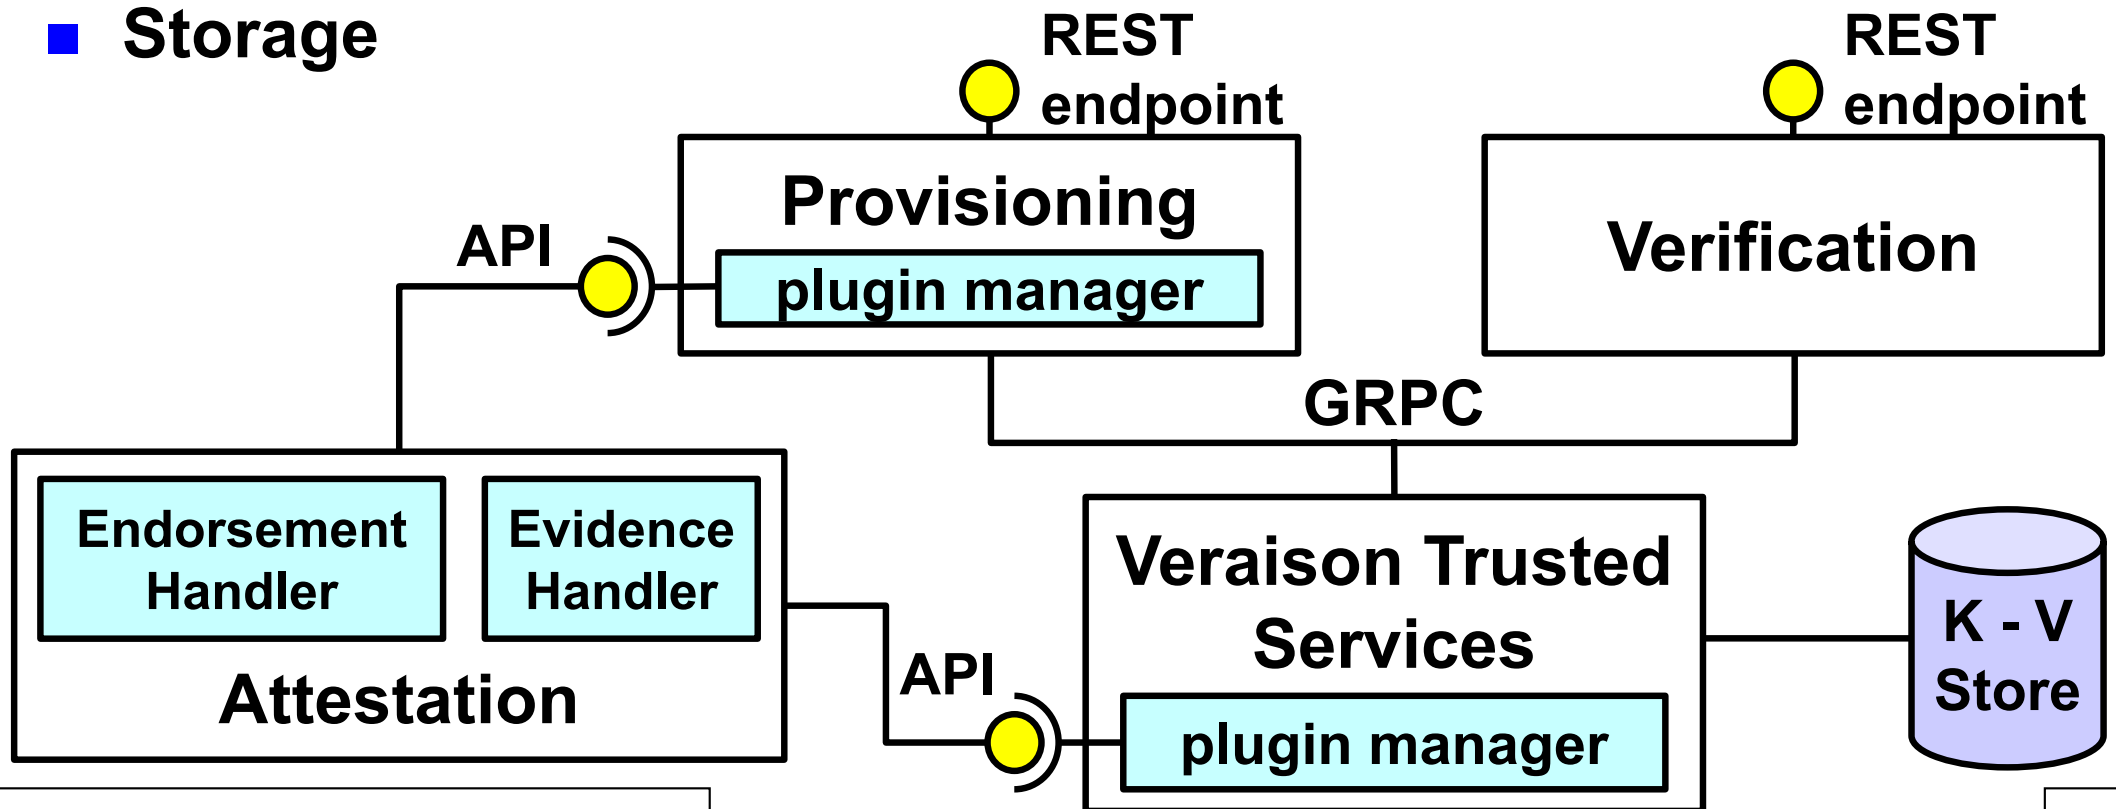 Storage
REST
endpoint
REST
endpoint
Provisioning
plugin manager
API
Verification
GRPC
Endorsement
Handler
Evidence
Handler
Attestation
API
Veraison Trusted
Services
plugin manager
K - V
Store